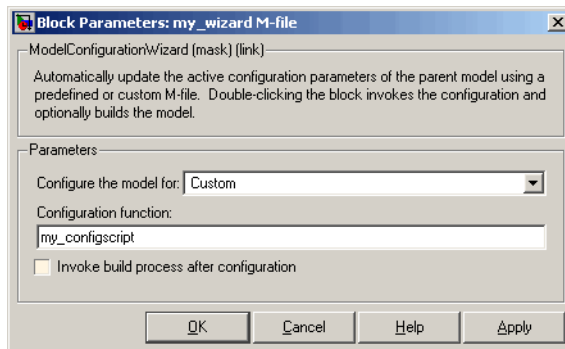 Block Parameters: my_wizard M-file
ModelConfigurationWizard (mask) (link)
Automatically update the active configuration parameters of the parent model using a
predefined or custom M-file. Double-clicking the block invokes the configuration and
optionally builds the model.
Parameters
Configure the model for: Custom
Configuration function:
my_configscript
Invoke build process after configuration
OK Cancel Help Apply